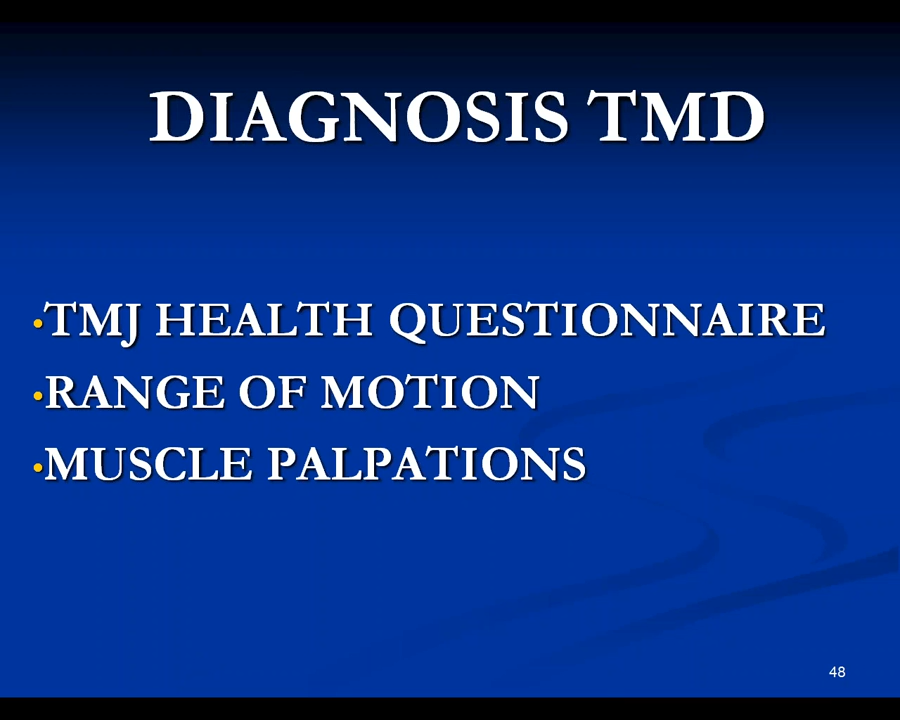 DIAGNOSIS TMD
•TMJ HEALTH QUESTIONNAIRE
•RANGE OF MOTION
•MUSCLE PALPATIONS
48